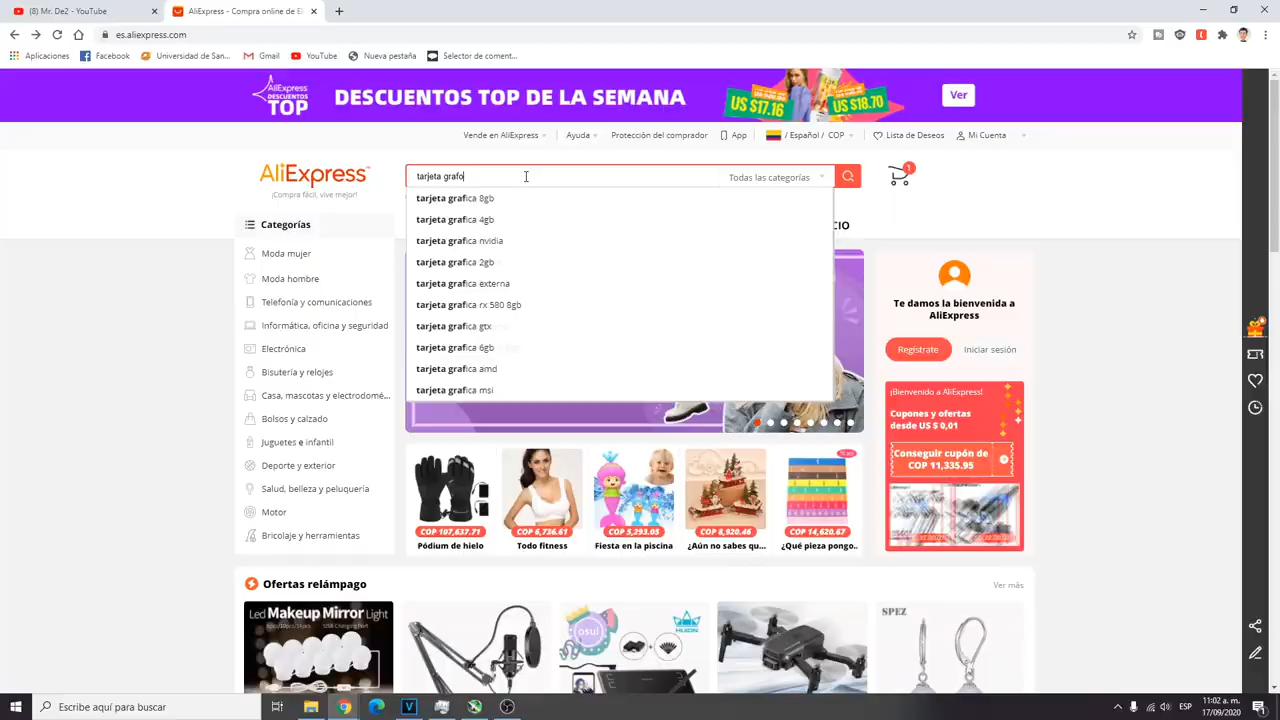 (8) Mr. De2 - YouTube
AliExpress - Compra online de El
es.aliexpress.com
Aplicaciones
Facebook
Universidad de San...
Gmail
YouTube
Nueva pestaña
Selector de coment...
AliExpress
DESCUENTOS
TOP
DESCUENTOS TOP DE LA SEMANA
US $17.16
US $18.70
Ver
Vende en AliExpress
Ayuda
Protección del comprador
App
/ Español / COP
Lista de Deseos
Mi Cuenta
AliExpress
¡Compra fácil, vive mejor!
tarjeta grafo
Todas las categorías
1
tarjeta grafica 8gb
tarjeta grafica 4gb
tarjeta grafica nvidia
tarjeta grafica 2gb
tarjeta grafica externa
tarjeta grafica rx 580 8gb
tarjeta grafica gtx
tarjeta grafica 6gb
tarjeta grafica amd
tarjeta grafica msi
CIO
Categorías
Moda mujer
Moda hombre
Telefonía y comunicaciones
Informática, oficina y seguridad
Electrónica
Bisutería y relojes
Casa, mascotas y electrodomé...
Bolsos y calzado
Juguetes e infantil
Deporte y exterior
Salud, belleza y peluquería
Motor
Bricolaje y herramientas
Te damos la bienvenida a
AliExpress
Regístrate
Iniciar sesión
¡Bienvenido a AliExpress!
Cupones y ofertas
desde US $ 0,01
Conseguir cupón de
COP 11,335.95
COP 107,637.71
COP 6,736.61
COP 5,293.05
COP 8,920.46
COP 14,620.67
Pódium de hielo
Todo fitness
Fiesta en la piscina
¿Aún no sabes qu...
¿Qué pieza pongo...
Ofertas relámpago
Ver más
Led Makeup Mirror Light
osul
HUION
SPEZ
Escribe aquí para buscar
ESP
11:02 a. m.
17/09/2020
1